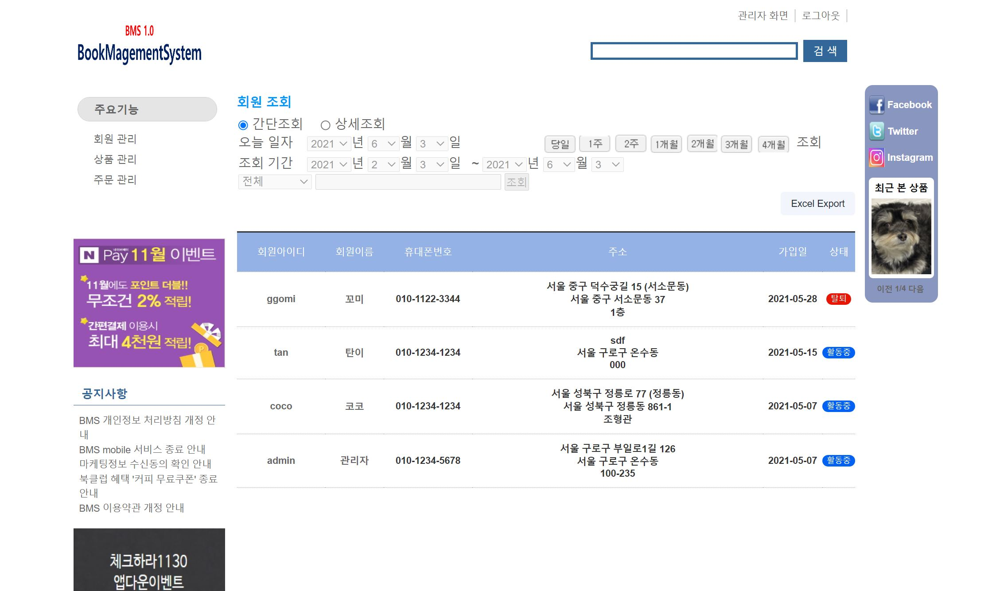 관리자 화면 로그아웃
BMS 1.0
BookMagementSystem
검 색
주요기능
회원 관리
상품 관리
주문 관리
N 네이버페이 Pay 11월 이벤트
11월에도 포인트 더블!!
무조건 2% 적립!
간편결제 이용시
최대 4천원 적립!
P
공지사항
BMS 개인정보 처리방침 개정 안
내
BMS mobile 서비스 종료 안내
마케팅정보 수신동의 확인 안내
북클럽 혜택 '커피 무료쿠폰' 종료
안내
BMS 이용약관 개정 안내
체크하라1130
앱다운이벤트
회원 조회
간단조회 상세조회
오늘 일자 2021 년 6 월 3 일 당일 1주 2주 1개월 2개월 3개월 4개월 조회
조회 기간 2021 년 2 월 3 일 ~ 2021 년 6 월 3
전체 조회
Excel Export
회원아이디 회원이름 휴대폰번호 주소 가입일 상태
서울 중구 덕수궁길 15 (서소문동)
ggomi 꼬미 010-1122-3344 서울 중구 서소문동 37 2021-05-28 탈퇴
1층
sdf
tan 탄이 010-1234-1234 서울 구로구 온수동 2021-05-15 활동중
000
서울 성북구 정릉로 77 (정릉동)
coco 코코 010-1234-1234 서울 성북구 정릉동 861-1 2021-05-07 활동중
조형관
서울 구로구 부일로1길 126
admin 관리자 010-1234-5678 서울 구로구 온수동 2021-05-07 활동중
100-235
Facebook
Twitter
Instagram
최근 본 상품
이전 1/4 다음